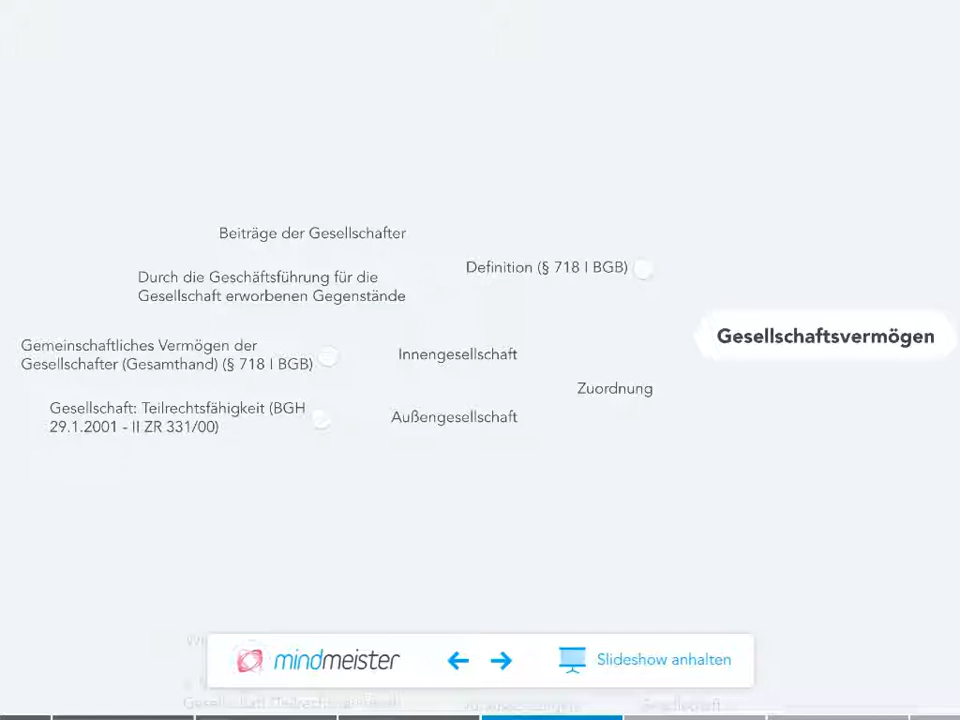 Beiträge der Gesellschafter
Definition (§ 718 I BGB)
Durch die Geschäftsführung für die
Gesellschaft erworbenen Gegenstände
Gesellschaftsvermögen
Gemeinschaftliches Vermögen der
Gesellschafter (Gesamthand) (§ 718 I BGB)
Innengesellschaft
Zuordnung
Gesellschaft: Teilrechtsfähigkeit (BGH
29.1.2001 - II ZR 331/00)
Außengesellschaft
mindmeister
Slideshow anhalten